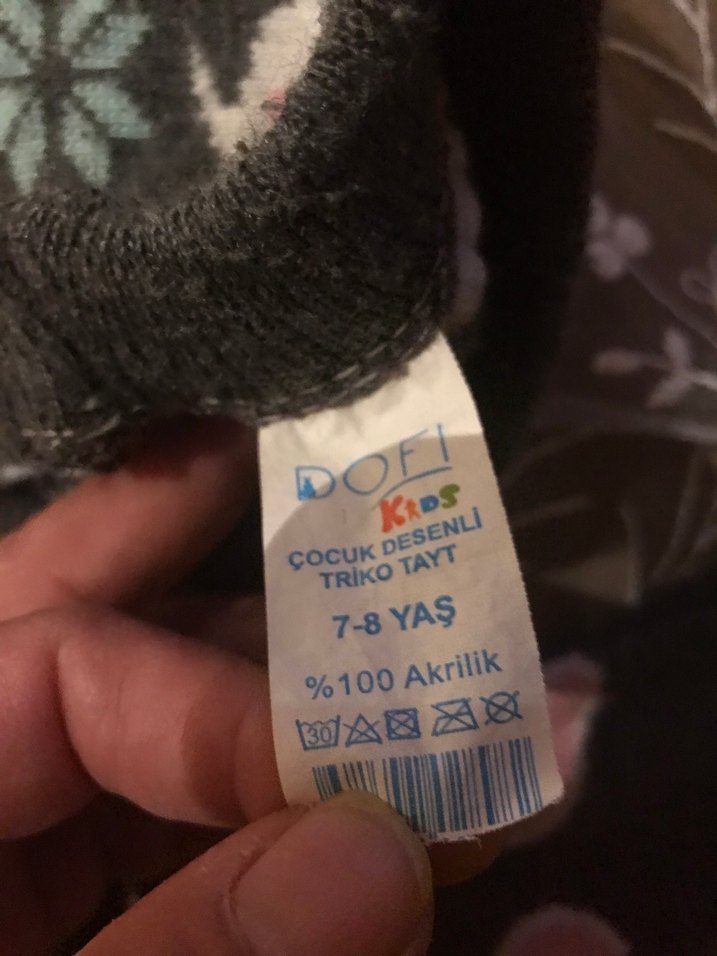 DOFI
KiDS
ÇOCUK DESENLİ
TRİKO TAYT
7-8 YAŞ
%100 Akrilik
30